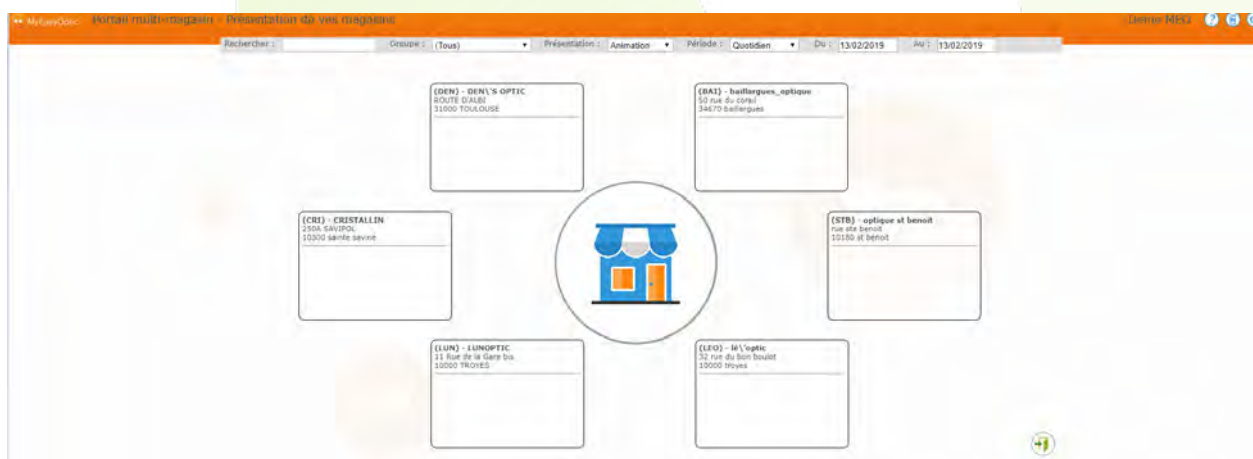 MyEasyOptic Portail multi-magasin - Présentation de vos magasins Demo MEO ?
Rechercher : Groupe : (Tous) Présentation : Animation Période : Quotidien Du : 13/02/2019 Au : 13/02/2019
(DEN) - DEN\'S OPTIC
ROUTE D'ALBI
31000 TOULOUSE
(BAI) - baillargues_optique
50 rue du corail
34670 baillargues
(CRI) - CRISTALLIN
250A SAVIPOL
10300 sainte savine
(STB) - optique st benoit
rue ste benoit
10180 st benoit
(LUN) - LUNOPTIC
11 Rue de la Gare bis
10000 TROYES
(LEO) - lé\'optic
32 rue du bon boulot
10000 troyes